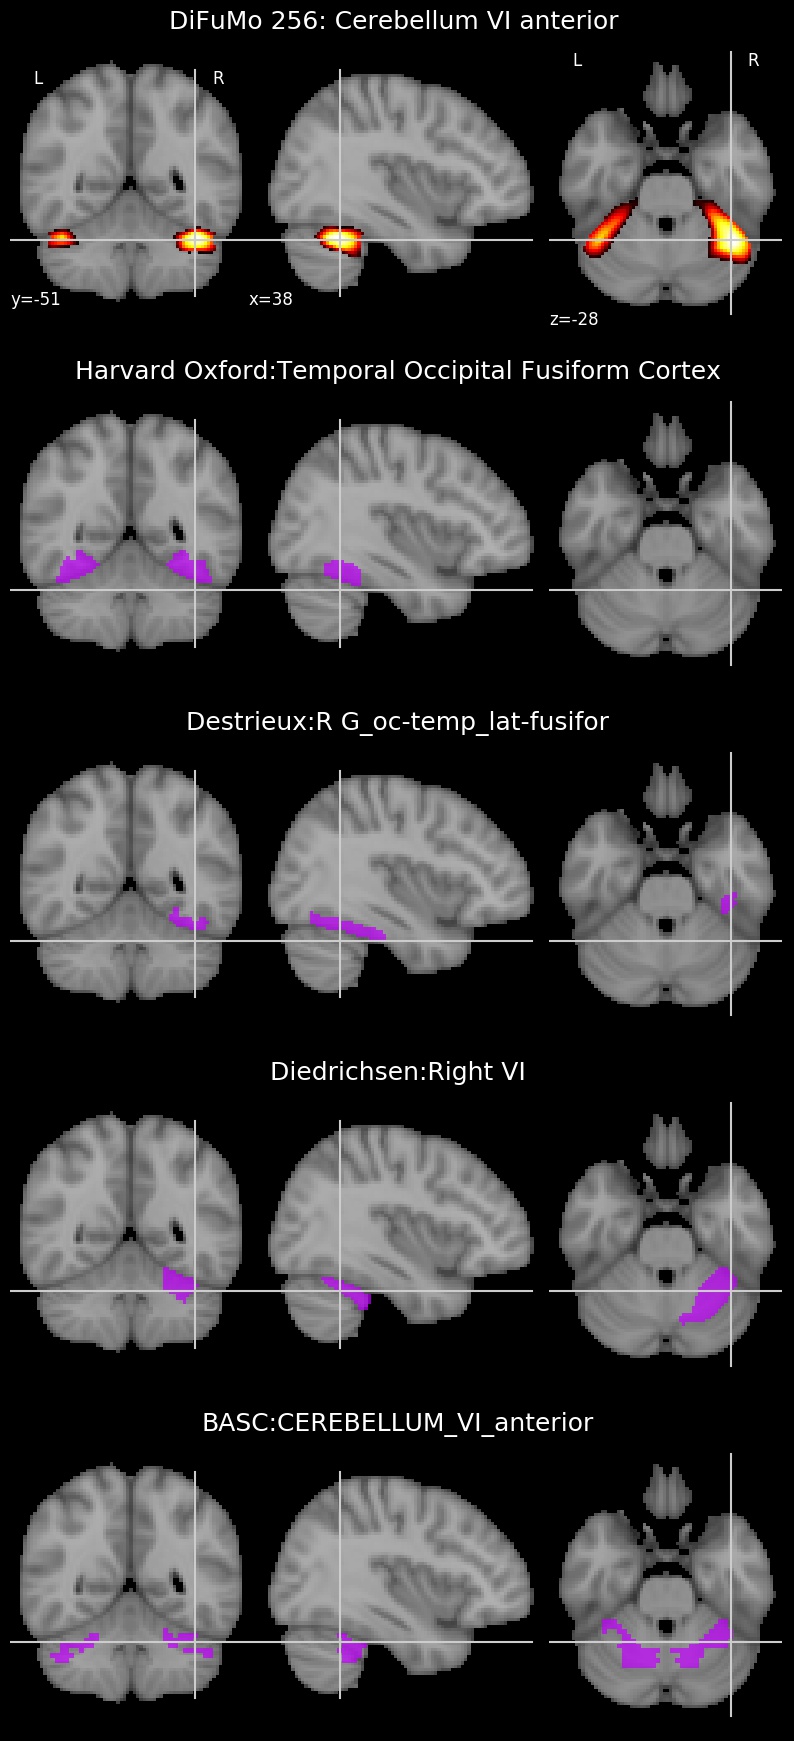 DiFuMo 256: Cerebellum VI anterior
L R L R
y=-51 x=38 z=-28
Harvard Oxford:Temporal Occipital Fusiform Cortex
Destrieux:R G_oc-temp_lat-fusifor
Diedrichsen:Right VI
BASC:CEREBELLUM_VI_anterior